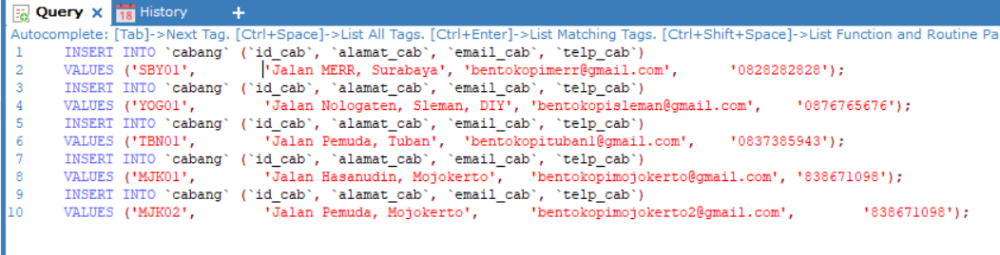 Query History
18
Autocomplete: [Tab]->Next Tag. [Ctrl+Space]->List All Tags. [Ctrl+Enter]->List Matching Tags. [Ctrl+Shift+Space]->List Function and Routine Pa
1 INSERT INTO `cabang` (`id_cab`, `alamat_cab`, `email_cab`, `telp_cab`)
2 VALUES ('SBY01', 'Jalan MERR, Surabaya', 'bentokopimerr@gmail.com', '0828282828');
3 INSERT INTO `cabang` (`id_cab`, `alamat_cab`, `email_cab`, `telp_cab`)
4 VALUES ('YOG01', 'Jalan Nologaten, Sleman, DIY', 'bentokopisleman@gmail.com', '0876765676');
5 INSERT INTO `cabang` (`id_cab`, `alamat_cab`, `email_cab`, `telp_cab`)
6 VALUES ('TBN01', 'Jalan Pemuda, Tuban', 'bentokopituban1@gmail.com', '0837385943');
7 INSERT INTO `cabang` (`id_cab`, `alamat_cab`, `email_cab`, `telp_cab`)
8 VALUES ('MJK01', 'Jalan Hasanudin, Mojokerto', 'bentokopimojokerto@gmail.com', '838671098');
9 INSERT INTO `cabang` (`id_cab`, `alamat_cab`, `email_cab`, `telp_cab`)
10 VALUES ('MJK02', 'Jalan Pemuda, Mojokerto', 'bentokopimojokerto2@gmail.com', '838671098');